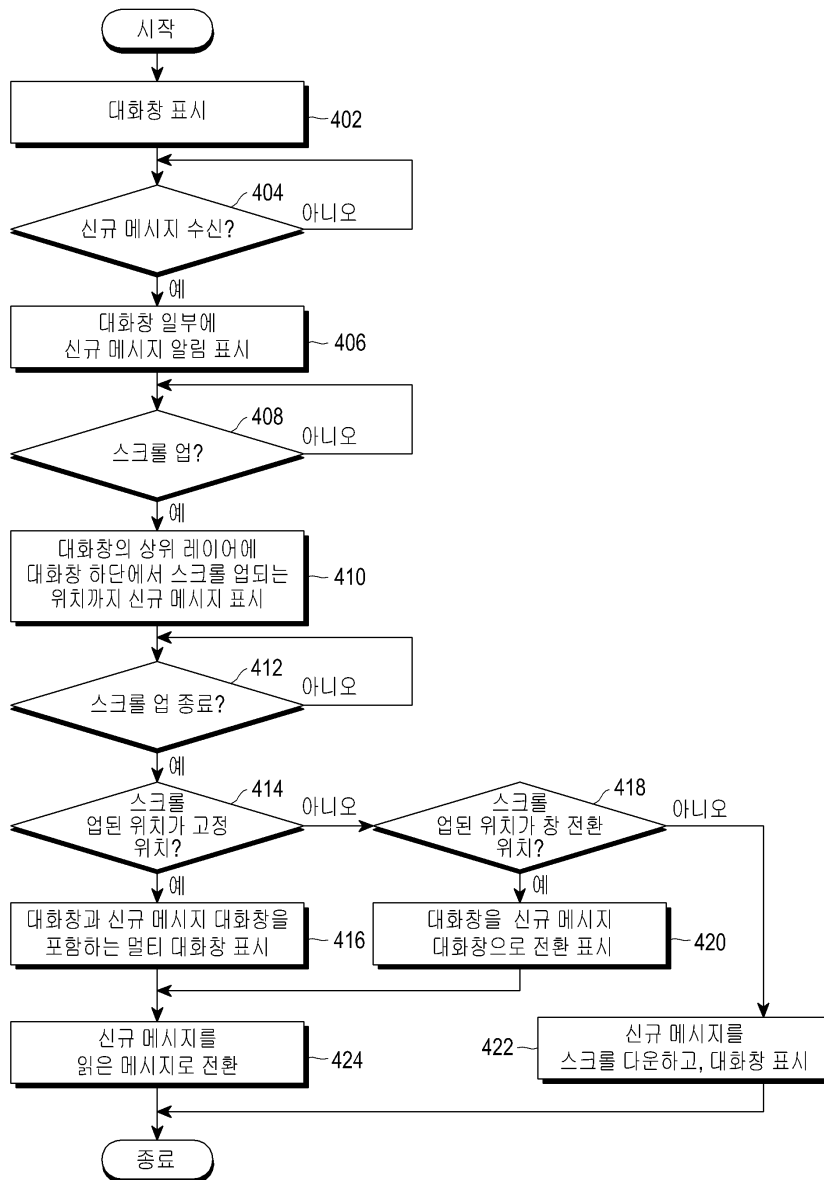 시작
대화창 표시
402
404
신규 메시지 수신?
아니오
예
대화창 일부에
신규 메시지 알림 표시
406
408
스크롤 업?
아니오
예
대화창의 상위 레이어에
대화창 하단에서 스크롤 업되는
위치까지 신규 메시지 표시
410
412
스크롤 업 종료?
아니오
예
414
스크롤
업된 위치가 고정
위치?
아니오
예
418
스크롤
업된 위치가 창 전환
위치?
아니오
예
대화창과 신규 메시지 대화창을
포함하는 멀티 대화창 표시
416
대화창을 신규 메시지
대화창으로 전환 표시
420
신규 메시지를
읽은 메시지로 전환
424
422
신규 메시지를
스크롤 다운하고, 대화창 표시
종료